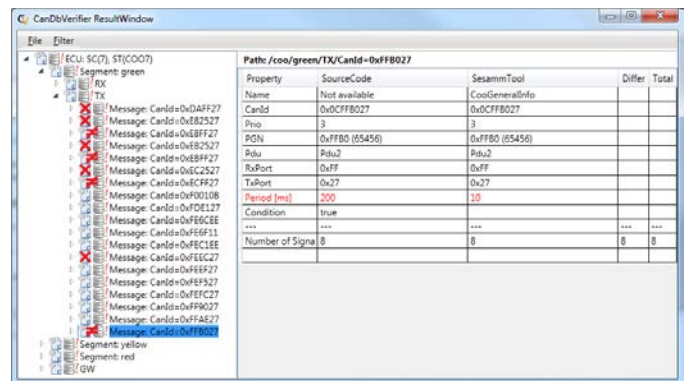 CanDbVerifier ResultWindow
File Filter
ECU: SC(7), ST(COO7)
Segment: green
RX
TX
Message: CanId=0xDAFF27
Message: CanId=0xE82527
Message: CanId=0xE8FF27
Message: CanId=0xEB2527
Message: CanId=0xEBFF27
Message: CanId=0xEC2527
Message: CanId=0xECFF27
Message: CanId=0xF0010B
Message: CanId=0xFDE127
Message: CanId=0xFE6CEE
Message: CanId=0xFE6F11
Message: CanId=0xFEC1EE
Message: CanId=0xFEEC27
Message: CanId=0xFEEF27
Message: CanId=0xFEF527
Message: CanId=0xFEFC27
Message: CanId=0xFF9027
Message: CanId=0xFFAE27
Message: CanId=0xFFB027
Segment: yellow
Segment: red
GW
Path: /coo/green/TX/CanId=0xFFB027
Property SourceCode SesammTool Differ Total
Name Not available CooGeneralInfo
CanId 0x0CFFB027 0x0CFFB027
Prio 3 3
PGN 0xFFB0 (65456) 0xFFB0 (65456)
Pdu Pdu2 Pdu2
RxPort 0xFF 0xFF
TxPort 0x27 0x27
Period [ms] 200 10
Condition true
--- --- --- --- ---
Number of Signa 8 8 8 8